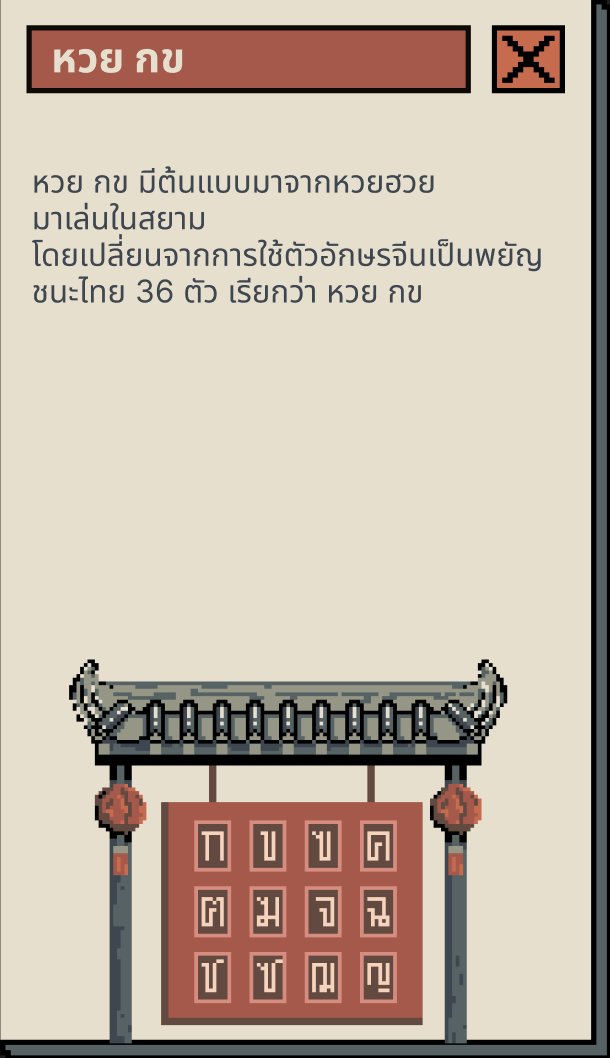 หวย กข
หวย กข มีต้นแบบมาจากหวยฮวย
มาเล่นในสยาม
โดยเปลี่ยนจากการใช้ตัวอักษรจีนเป็นพยัญ
ชนะไทย 36 ตัว เรียกว่า หวย กข
ก ข ฃ ค
ฅ ฆ จ ฉ
ช ซ ฌ ญ